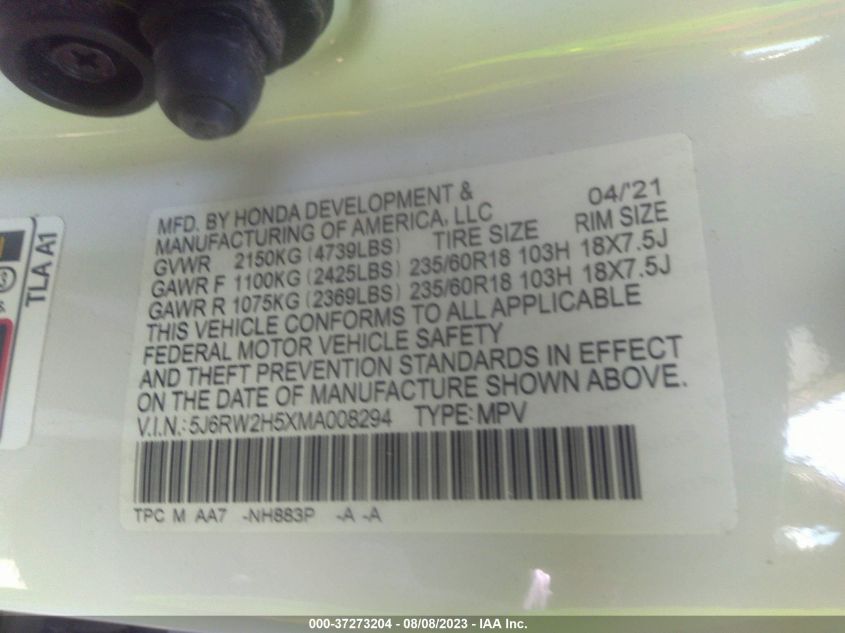 MFD. BY HONDA DEVELOPMENT & 04/'21
MANUFACTURING OF AMERICA, LLC
GVWR 2150KG (4739LBS) TIRE SIZE RIM SIZE
GAWR F 1100KG (2425LBS) 235/60R18 103H 18X7.5J
GAWR R 1075KG (2369LBS) 235/60R18 103H 18X7.5J
THIS VEHICLE CONFORMS TO ALL APPLICABLE
FEDERAL MOTOR VEHICLE SAFETY
AND THEFT PREVENTION STANDARDS IN EFFECT
ON THE DATE OF MANUFACTURE SHOWN ABOVE.
V.I.N.: 5J6RW2H5XMA008294 TYPE: MPV
TPC M AA7 -NH883P -A -A
TLA A1
000-37273204 - 08/08/2023 - IAA Inc.